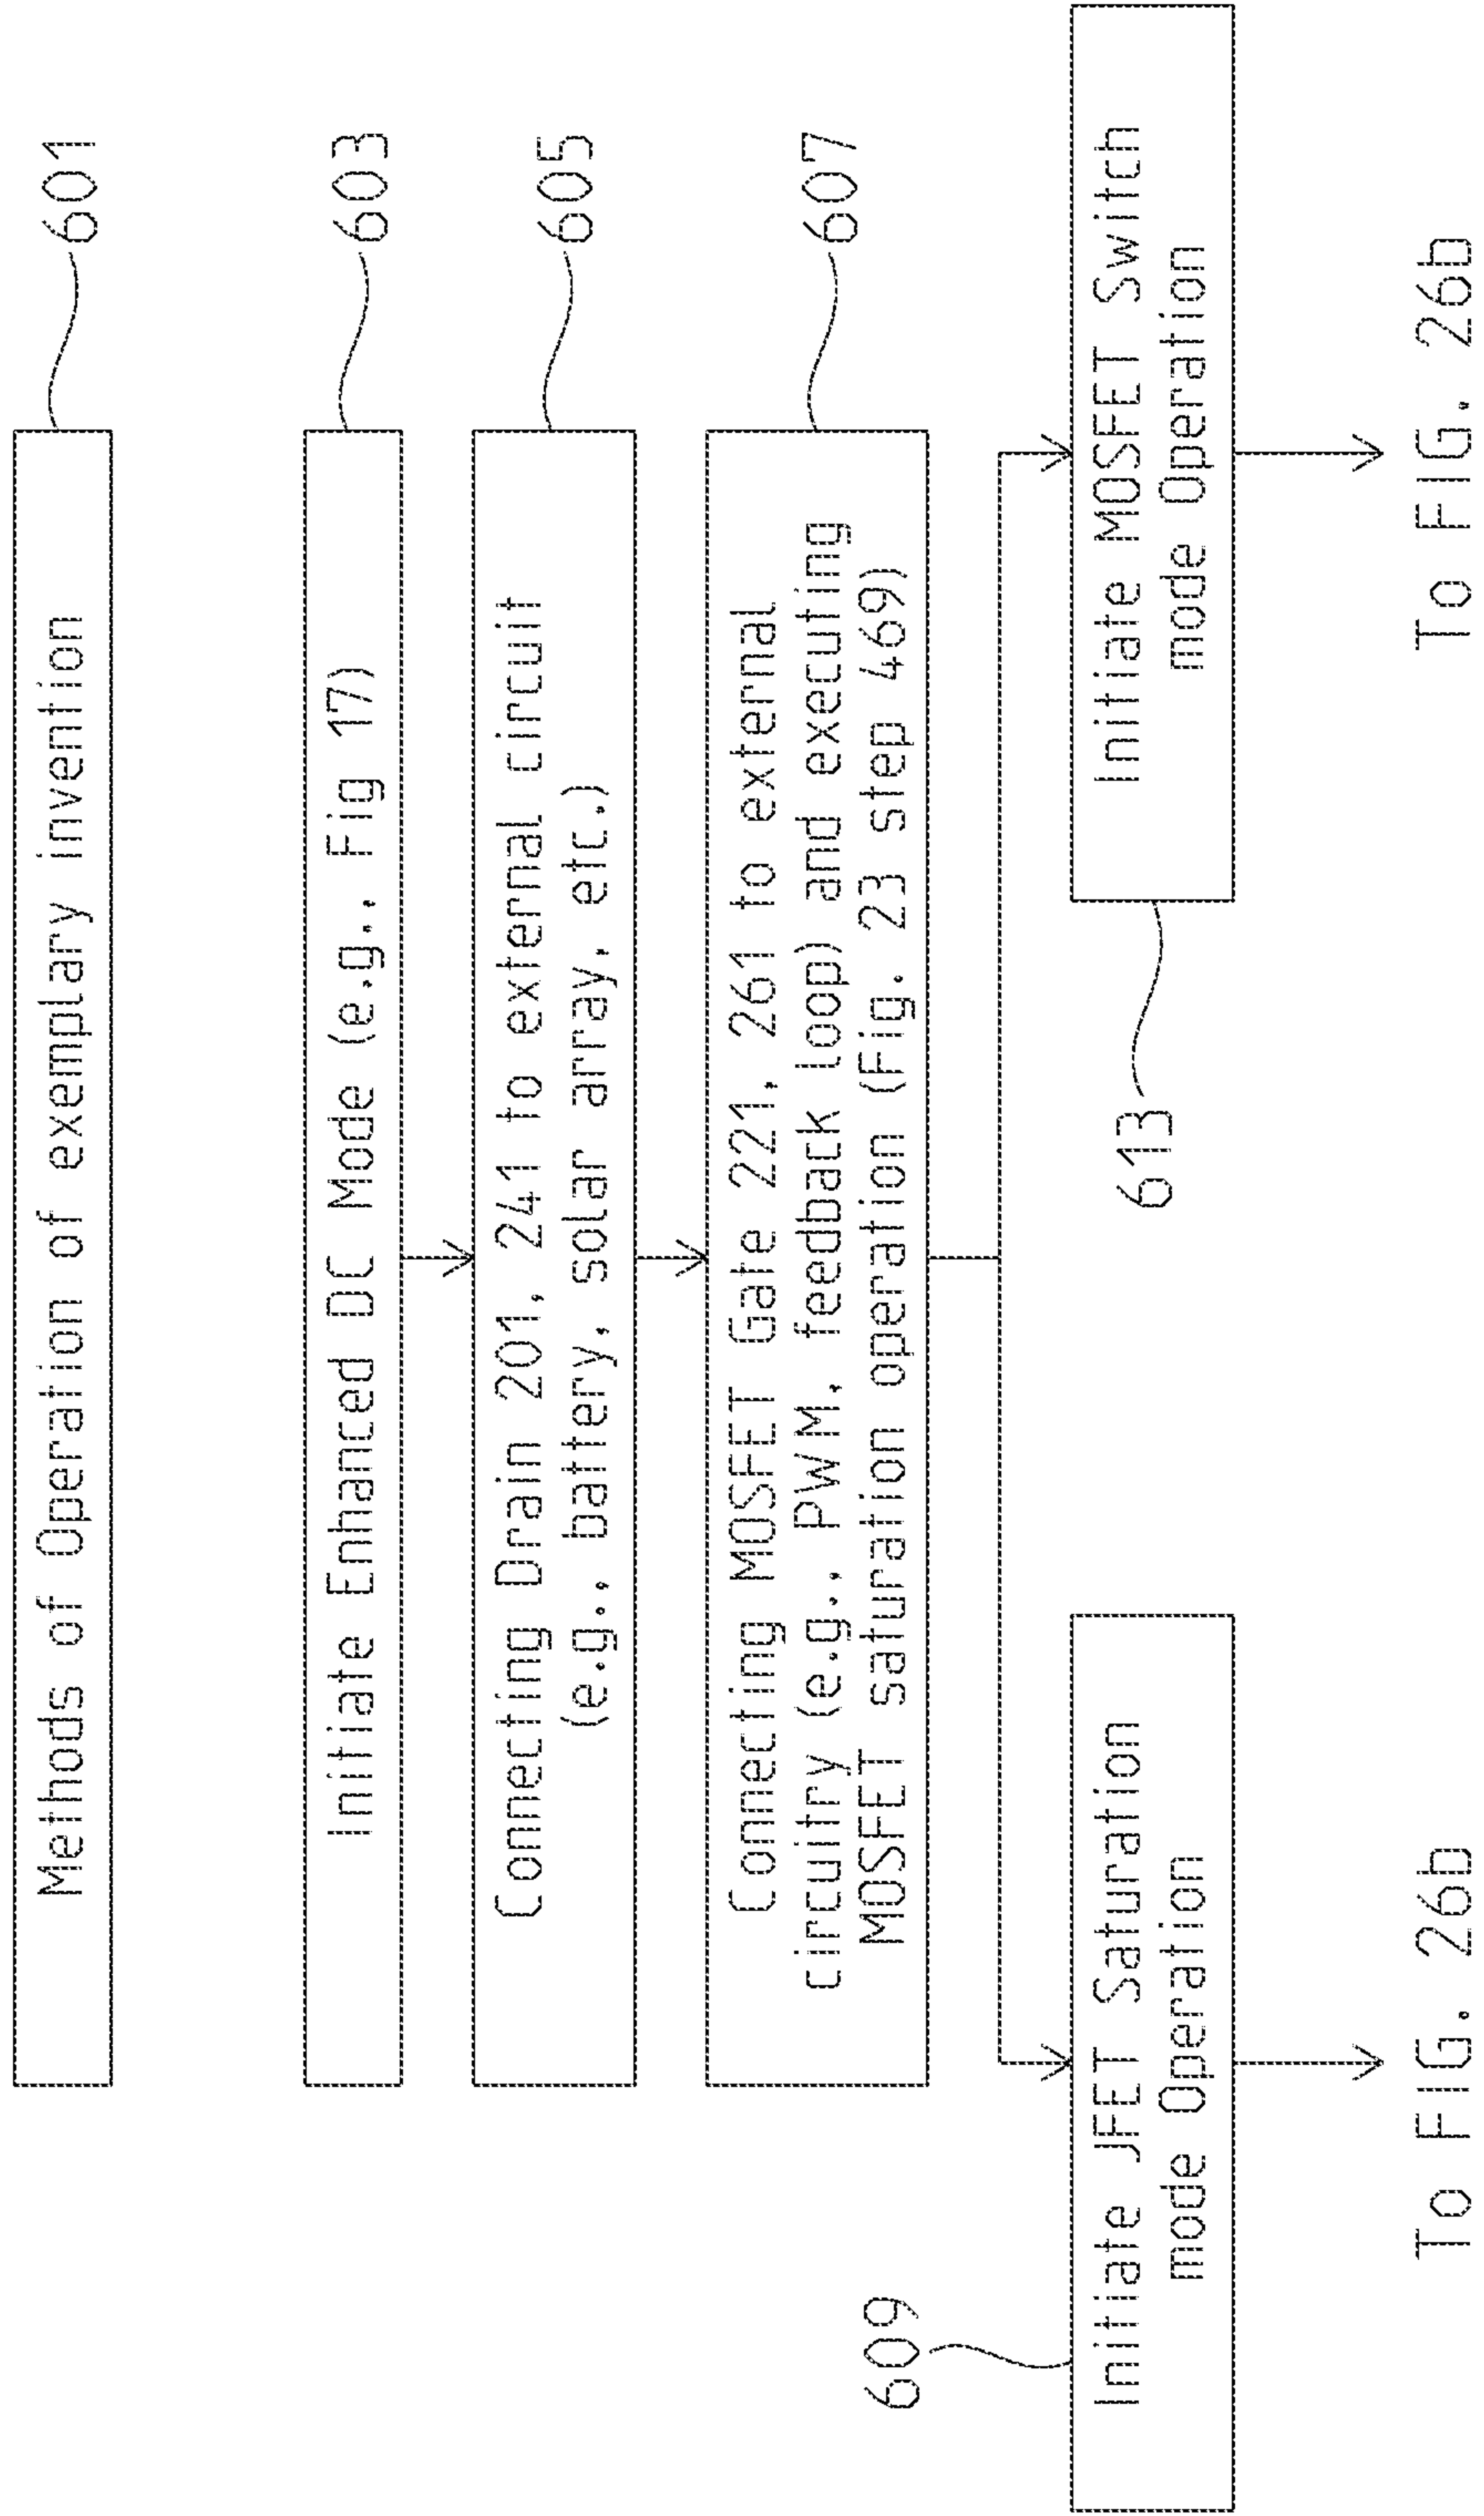 Methods of Operation of exemplary invention
601
Initiate Enhanced DC Mode (e.g., Fig 17)
603
Connecting Drain 201, 241 to external circuit
(e.g., battery, solar array, etc.)
605
Connecting MOSFET Gate 221, 261 to external
circuitry (e.g., PWM, feedback loop) and executing
MOSFET saturation operation (Fig. 23 step 469)
607
609
Initiate JFET Saturation
mode Operation
613
Initiate MOSFET Switch
mode Operation
To FIG. 26b
To FIG. 26b